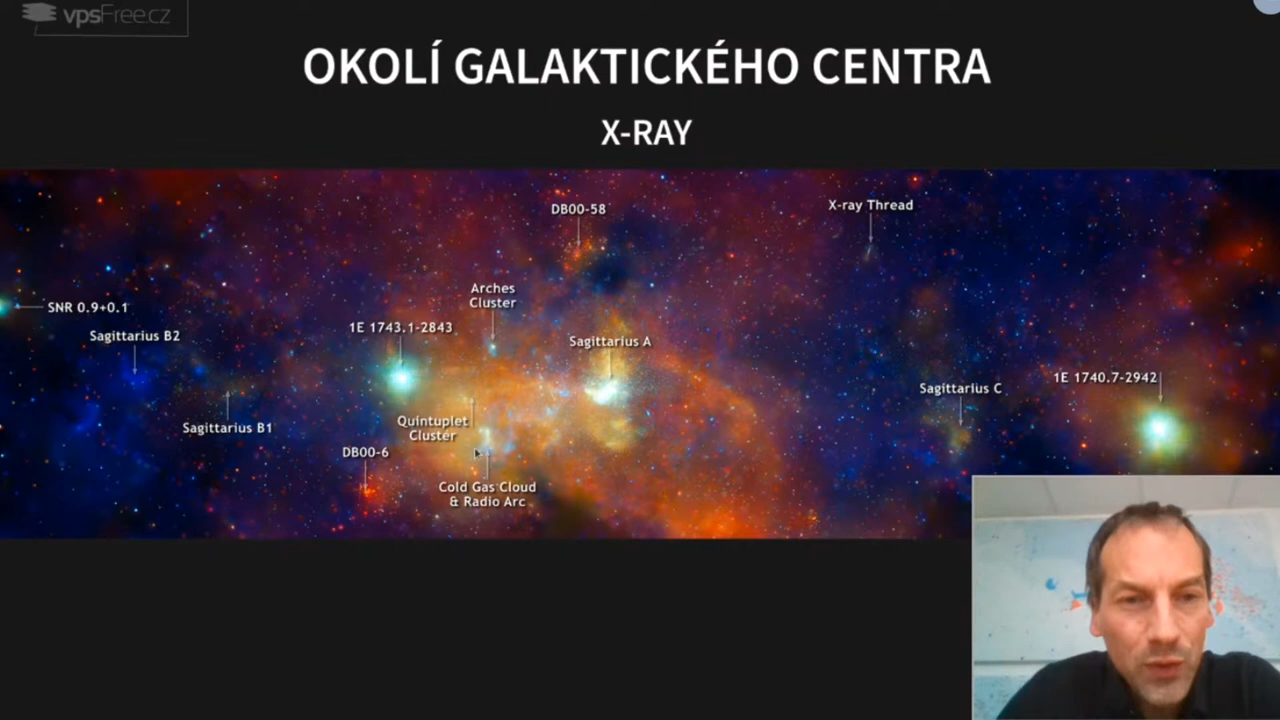 vpsFree.cz
OKOLÍ GALAKTICKÉHO CENTRA
X-RAY
DB00-58
X-ray Thread
Arches
Cluster
SNR 0.9+0.1
1E 1743.1-2843
Sagittarius B2
Sagittarius A
1E 1740.7-2942
Sagittarius C
Quintuplet
Cluster
Sagittarius B1
DB00-6
Cold Gas Cloud
& Radio Arc